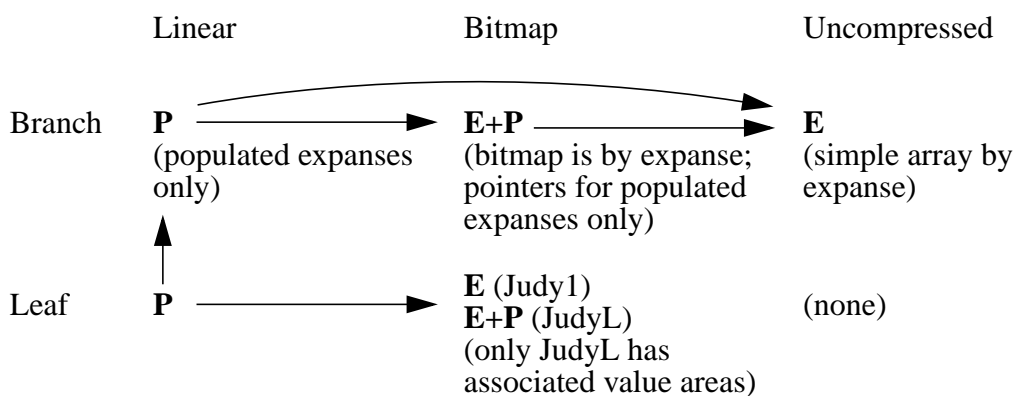 Linear Bitmap Uncompressed
Branch P E+P E
(populated expanses (bitmap is by expanse; (simple array by
only) pointers for populated expanse)
expanses only)
E (Judy1)
Leaf P E+P (JudyL) (none)
(only JudyL has
associated value areas)